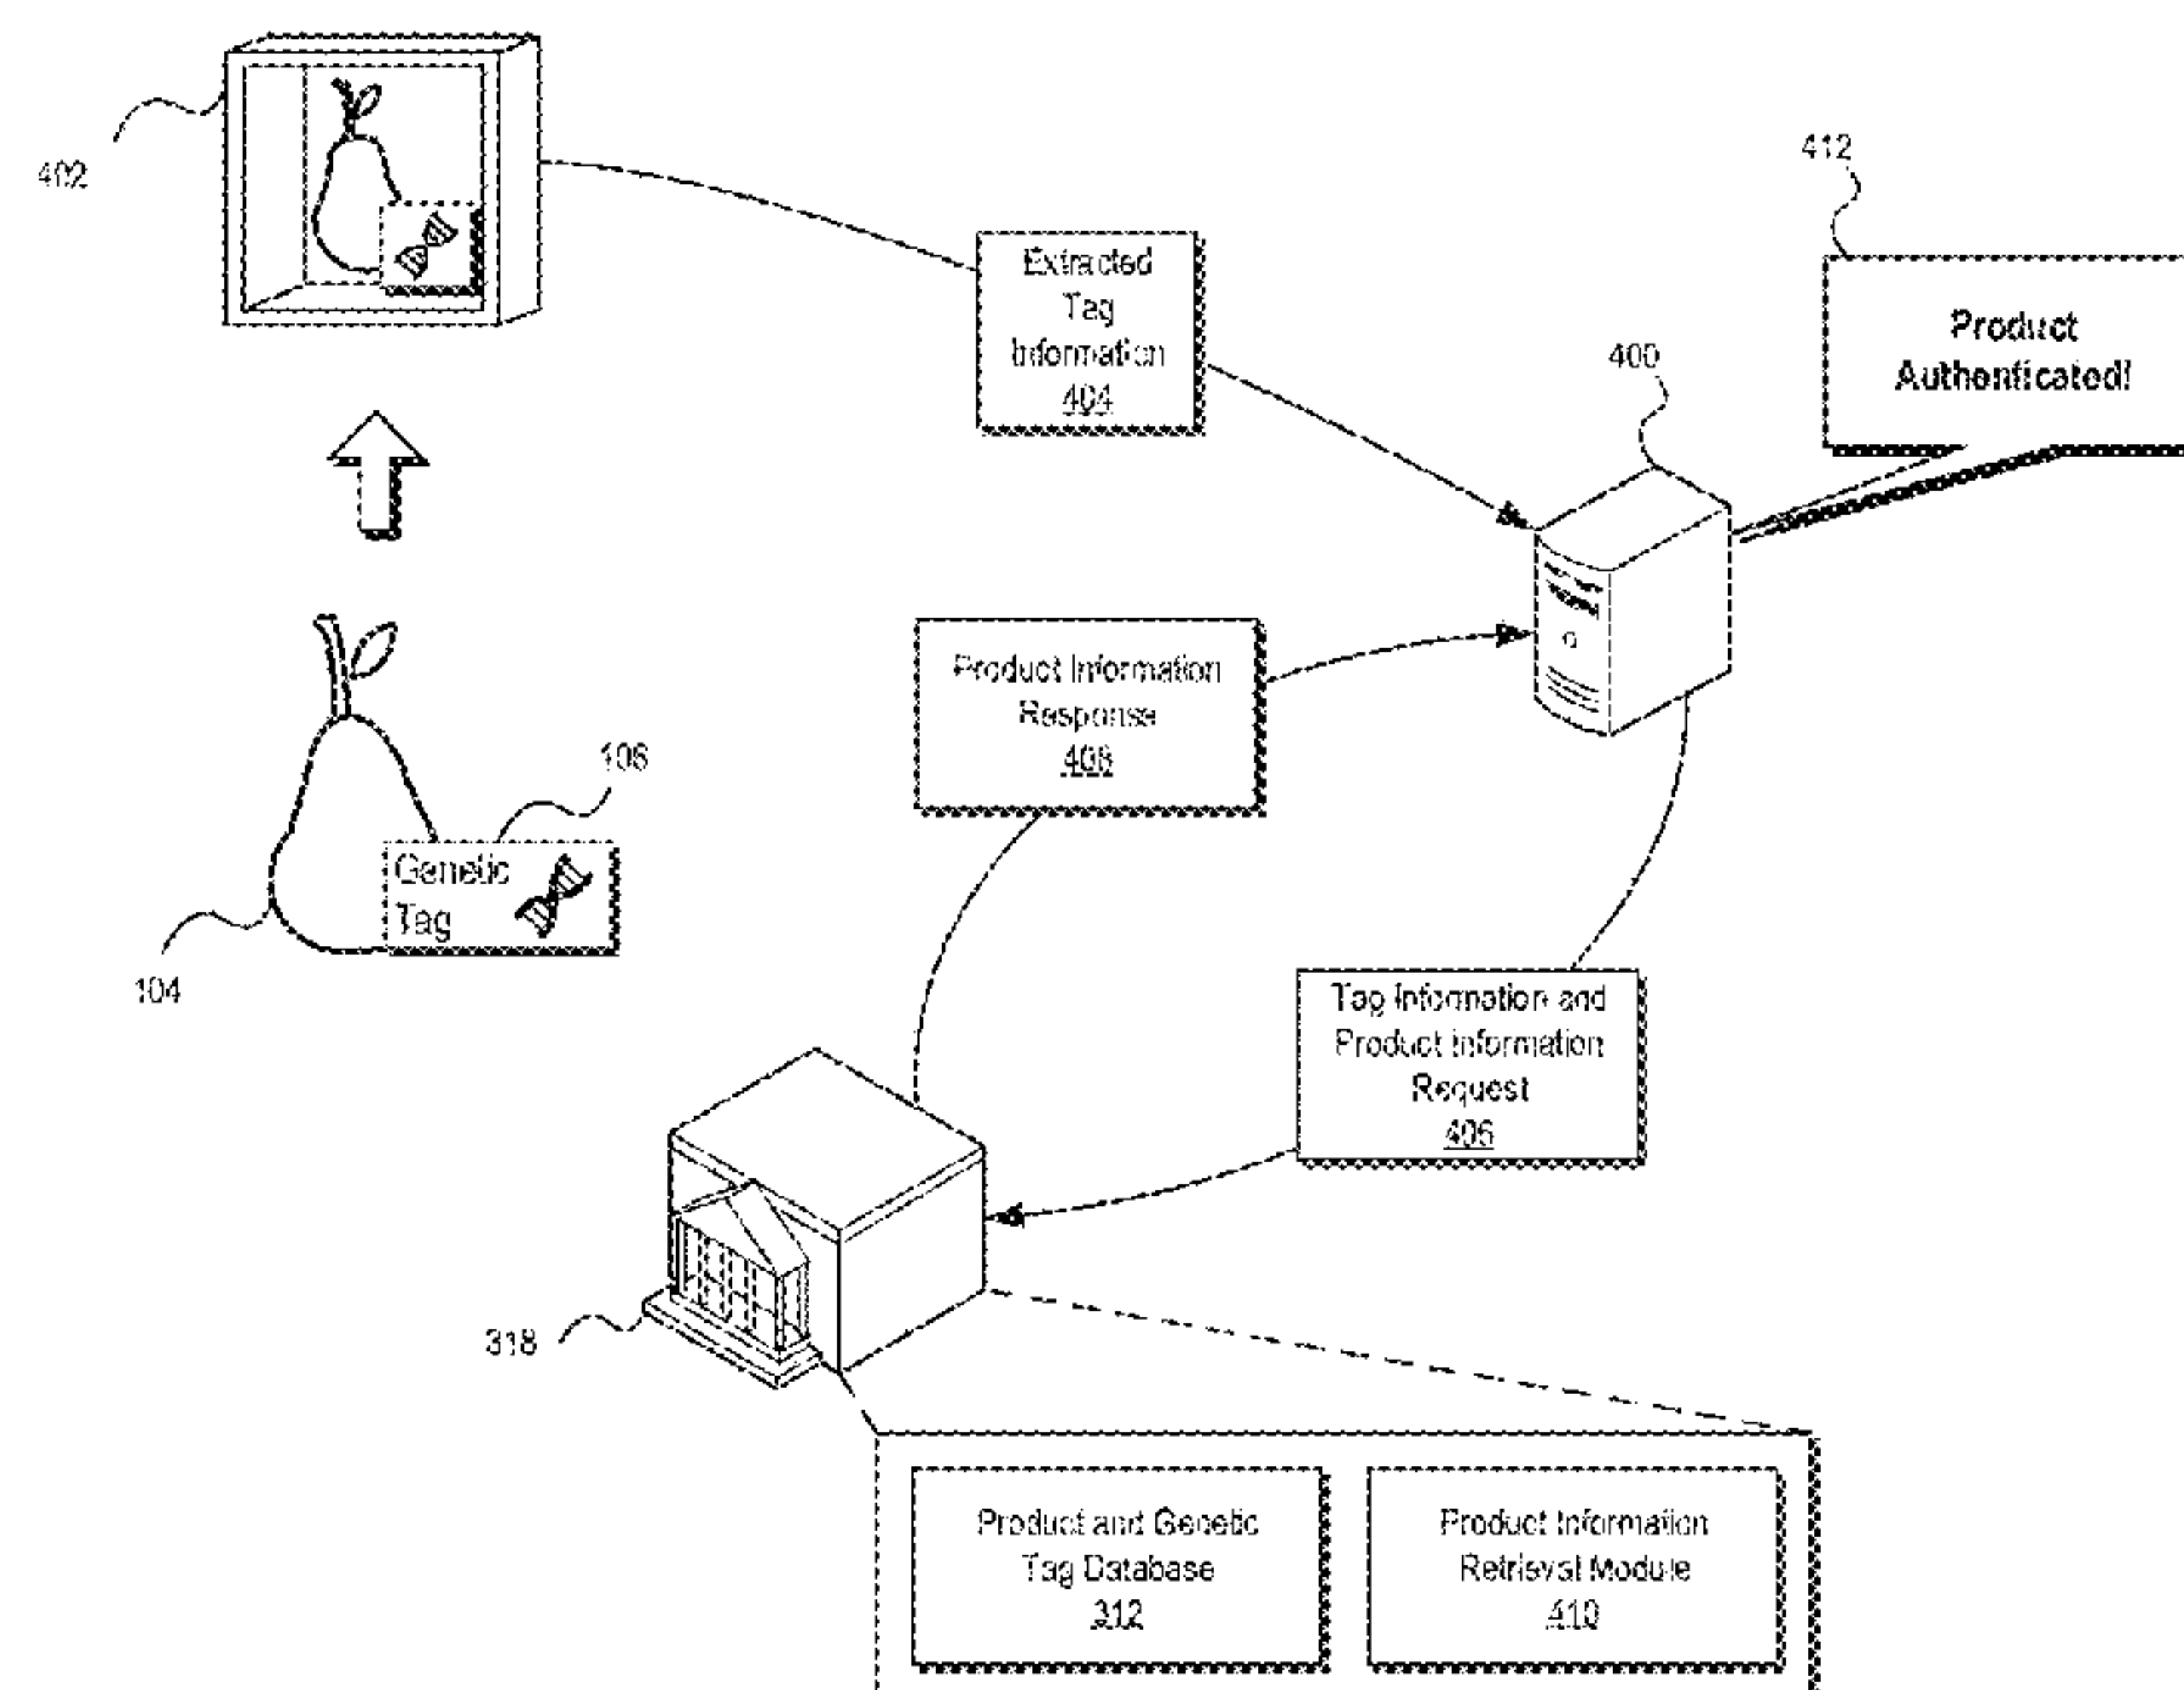 402
Extracted
Tag
Information
404
412
Product
Authenticated!
400
Product Information
Response
408
Genetic
Tag
104
Tag Information and
Product Information
Request
406
318
Product and Genetic
Tag Database
312
Product Information
Retrieval Module
410